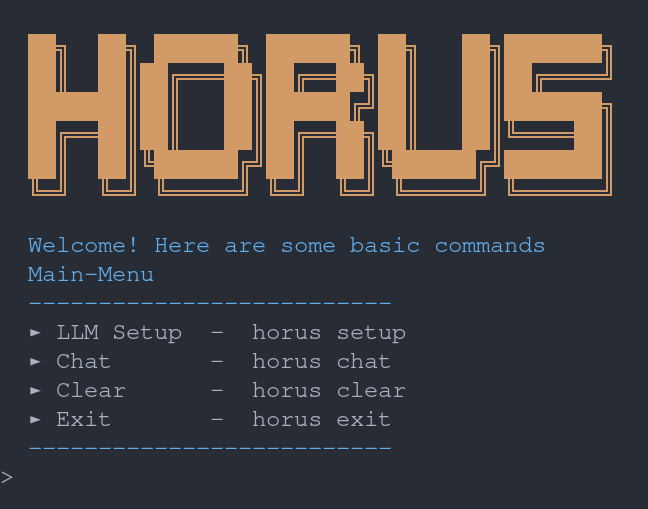 HORUS
Welcome! Here are some basic commands
Main-Menu
--------------------------
► LLM Setup  -  horus setup
► Chat       -  horus chat
► Clear      -  horus clear
► Exit       -  horus exit
--------------------------
>